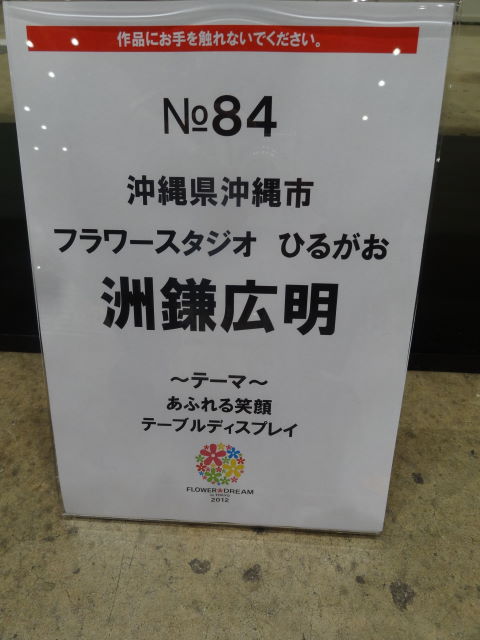 作品にお手を触れないでください。
№84
沖縄県沖縄市
フラワースタジオ ひるがお
洲鎌広明
～テーマ～
あふれる笑顔
テーブルディスプレイ
FLOWER DREAM
2012